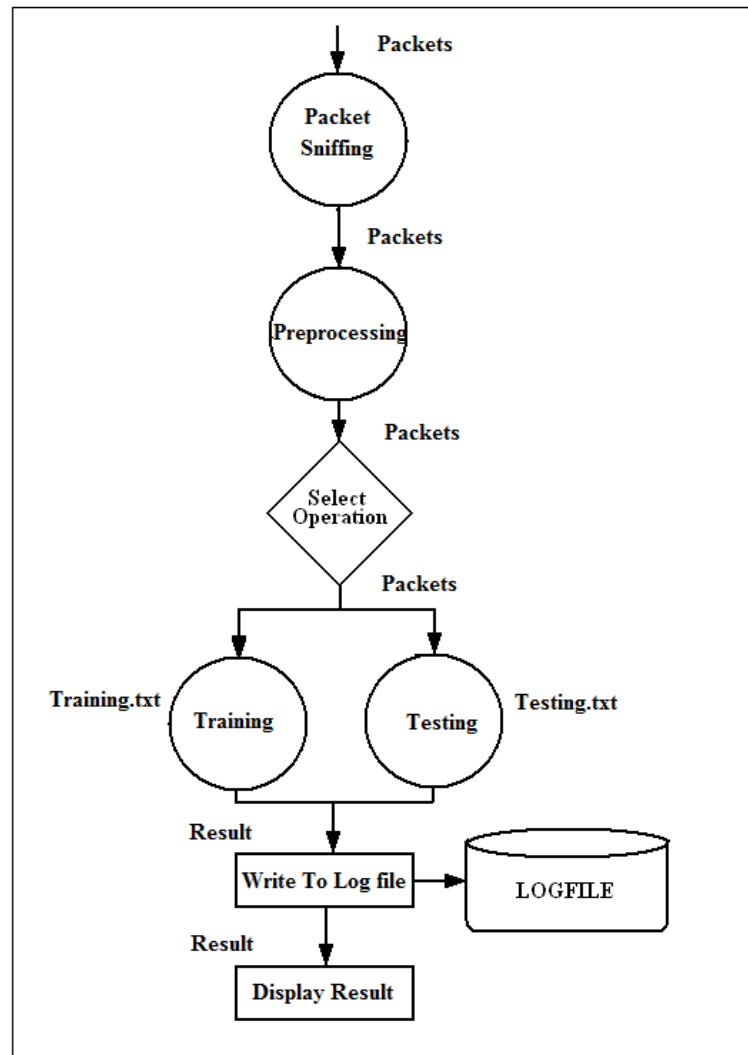 Packets
Packet
Sniffing
Packets
Preprocessing
Packets
Select
Operation
Packets
Training.txt
Training
Testing
Testing.txt
Result
Write To Log file
LOGFILE
Result
Display Result